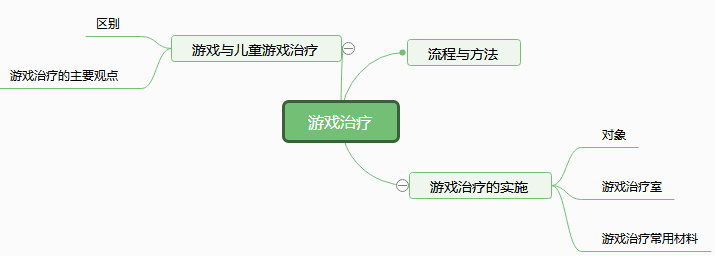 区别
游戏与儿童游戏治疗
游戏治疗的主要观点
流程与方法
游戏治疗
对象
游戏治疗的实施
游戏治疗室
游戏治疗常用材料